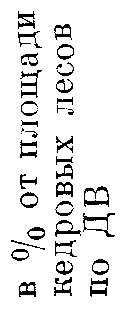 в % от площади
кедровых лесов
по ДВ